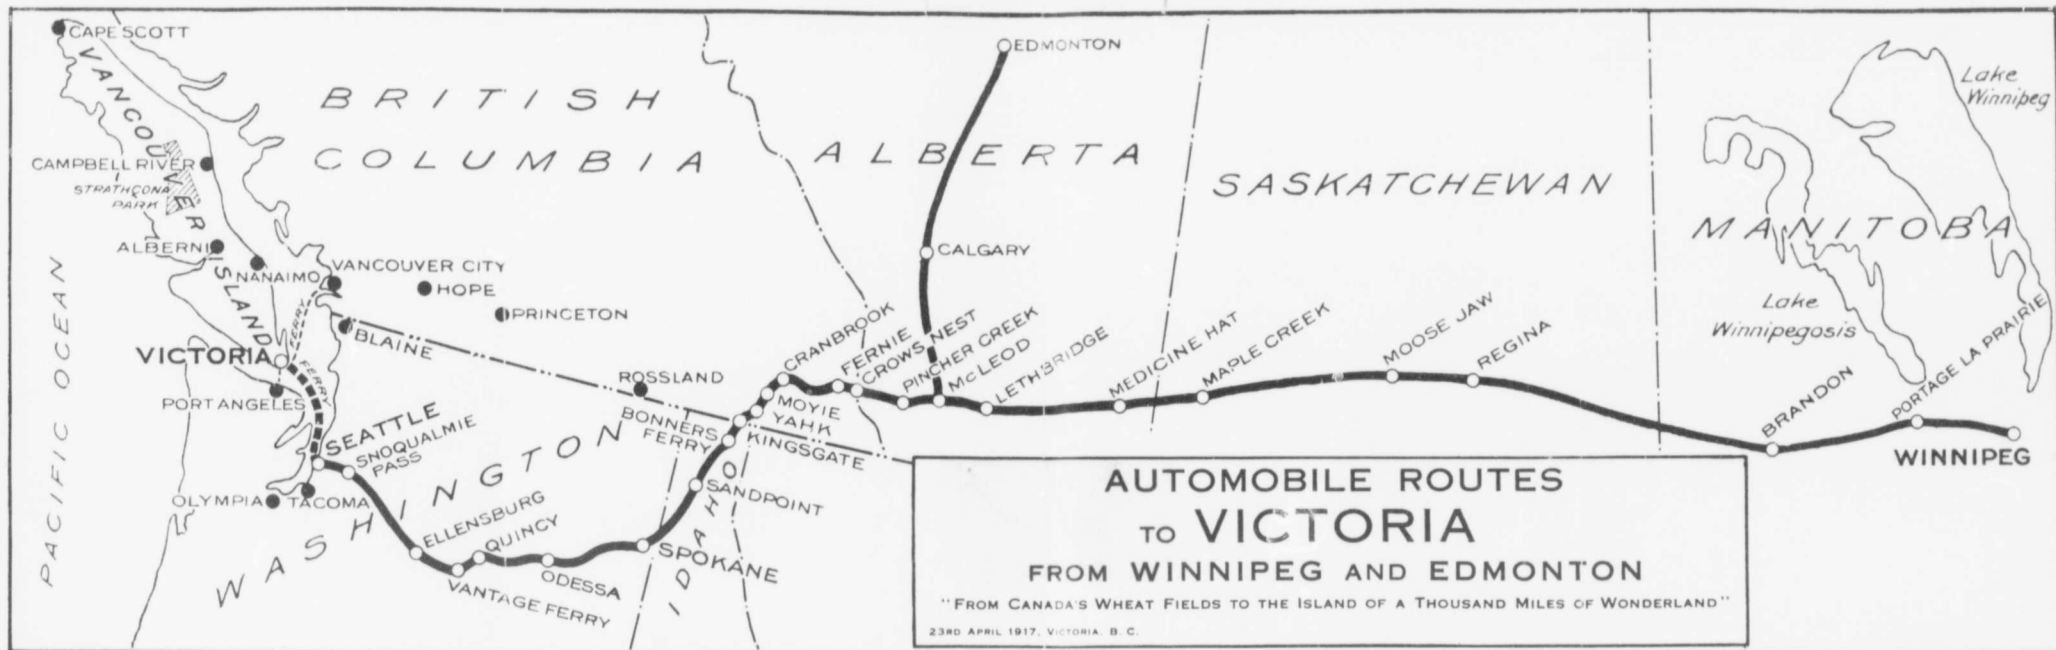 CAPE SCOTT
VANCOUVER ISLAND
BRITISH
COLUMBIA
ALBERTA
SASKATCHEWAN
MANITOBA
Lake
Winnipeg
Lake
Winnipegosis
EDMONTON
CALGARY
CAMPBELL RIVER
STRATHCONA
PARK
ALBERNI
NANAIMO
VANCOUVER CITY
HOPE
PRINCETON
FERRY
FERRY
BLAINE
VICTORIA
PORT ANGELES
PACIFIC OCEAN
SEATTLE
SNOQUALMIE
PASS
OLYMPIA
TACOMA
WASHINGTON
ELLENSBURG
QUINCY
VANTAGE FERRY
ODESSA
SPOKANE
IDAHO
SANDPOINT
ROSSLAND
BONNERS
FERRY
KINGSGATE
YAHK
MOYIE
CRANBROOK
FERNIE
CROWS NEST
PINCHER CREEK
McLEOD
LETHBRIDGE
MEDICINE HAT
MAPLE CREEK
MOOSE JAW
REGINA
BRANDON
PORTAGE LA PRAIRIE
WINNIPEG
AUTOMOBILE ROUTES
TO VICTORIA
FROM WINNIPEG AND EDMONTON
"FROM CANADA'S WHEAT FIELDS TO THE ISLAND OF A THOUSAND MILES OF WONDERLAND"
23RD APRIL 1917, VICTORIA, B. C.